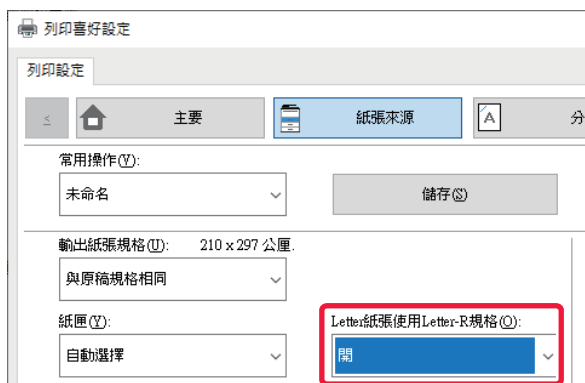 列印喜好設定
列印設定
<
主要
紙張來源
A
分
常用操作(Y):
未命名
儲存(S)
輸出紙張規格(U): 210 x 297 公厘.
與原稿規格相同
紙匣(Y):
Letter紙張使用Letter-R規格(O):
自動選擇
開